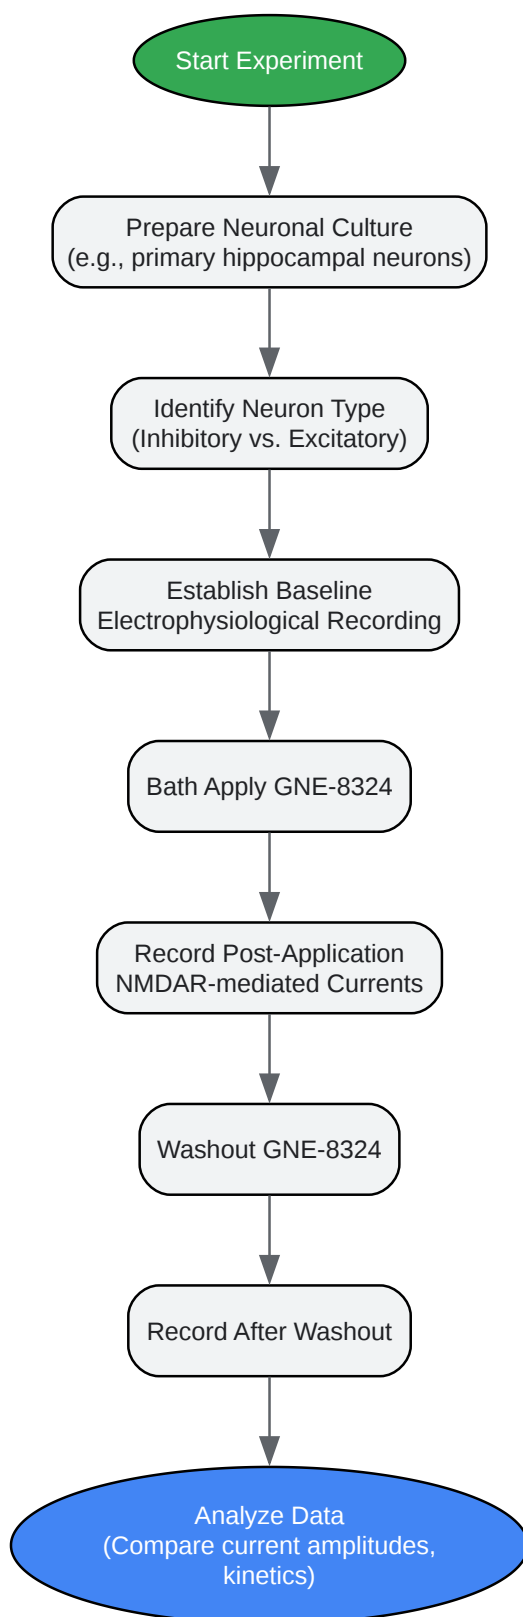 Start Experiment
Prepare Neuronal Culture
(e.g., primary hippocampal neurons)
Identify Neuron Type
(Inhibitory vs. Excitatory)
Establish Baseline
Electrophysiological Recording
Bath Apply GNE-8324
Record Post-Application
NMDAR-mediated Currents
Washout GNE-8324
Record After Washout
Analyze Data
(Compare current amplitudes,
kinetics)